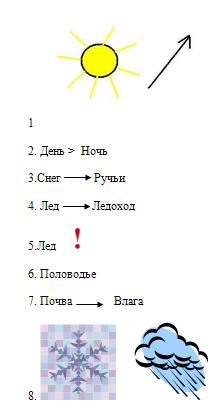 1
2. День > Ночь
3.Снег → Ручьи
4. Лед → Ледоход
5.Лед !
6. Половодье
7. Почва → Влага
8.